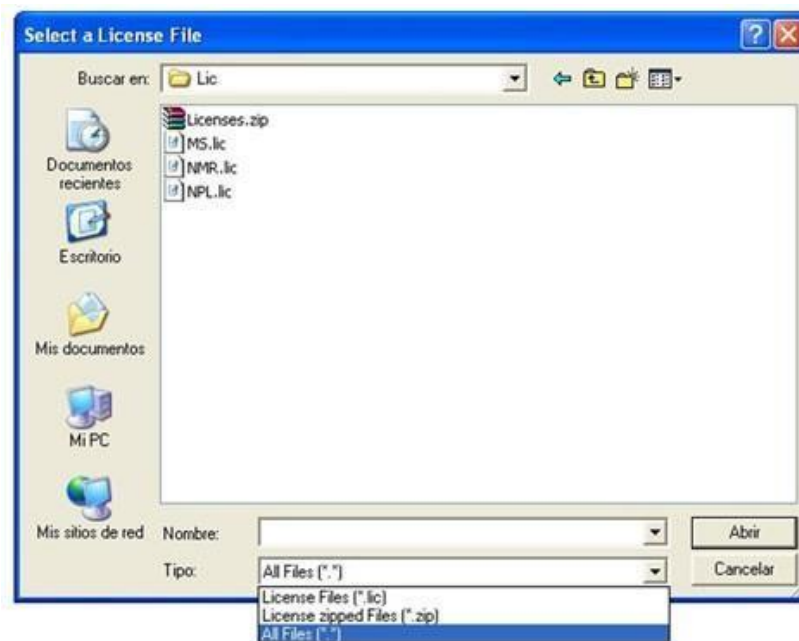 Select a License File
Buscar en: Lic
Licenses.zip
MS.lic
NMR.lic
NPL.lic
Documentos
recientes
Escritorio
Mis documentos
Mi PC
Mis sitios de red
Nombre:
Abrir
Tipo: All Files (*.*)
Cancelar
License Files (*.lic)
License zipped Files (*.zip)
All Files (*.*)